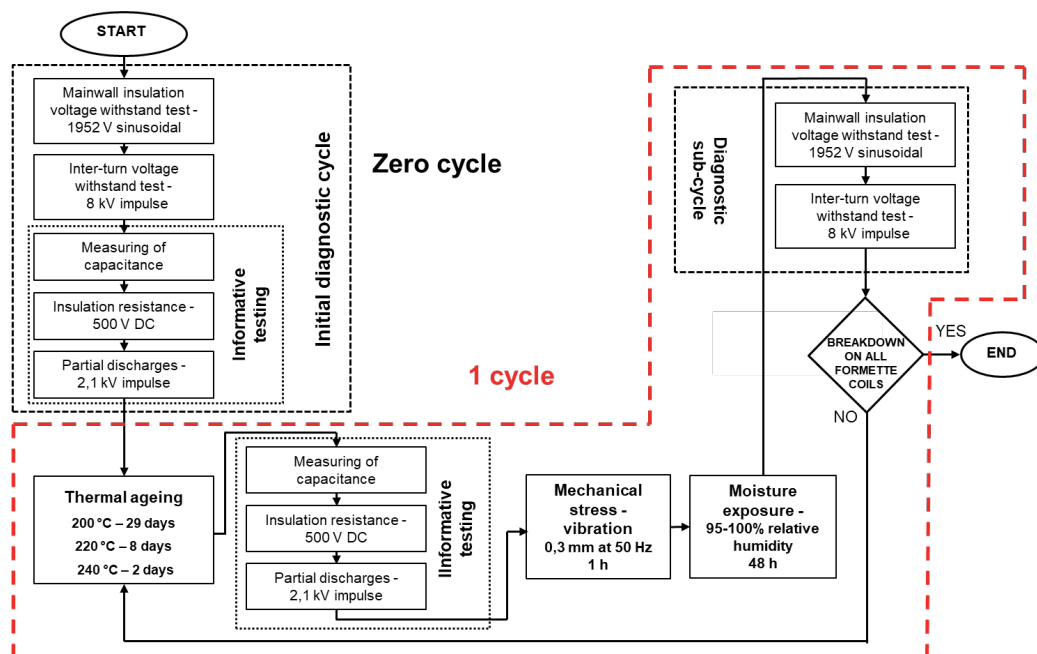 START
Mainwall insulation
voltage withstand test -
1952 V sinusoidal
Inter-turn voltage
withstand test -
8 kV impulse
Measuring of
capacitance
Insulation resistance -
500 V DC
Partial discharges -
2,1 kV impulse
Informative
testing
Initial diagnostic cycle
Zero cycle
1 cycle
Thermal ageing
200 °C – 29 days
220 °C – 8 days
240 °C – 2 days
Measuring of
capacitance
Insulation resistance -
500 V DC
Partial discharges -
2,1 kV impulse
IInformative
testing
Mechanical
stress -
vibration
0,3 mm at 50 Hz
1 h
Moisture
exposure -
95-100% relative
humidity
48 h
Diagnostic
sub-cycle
Mainwall insulation
voltage withstand test -
1952 V sinusoidal
Inter-turn voltage
withstand test -
8 kV impulse
BREAKDOWN
ON ALL
FORMETTE
COILS
YES
NO
END